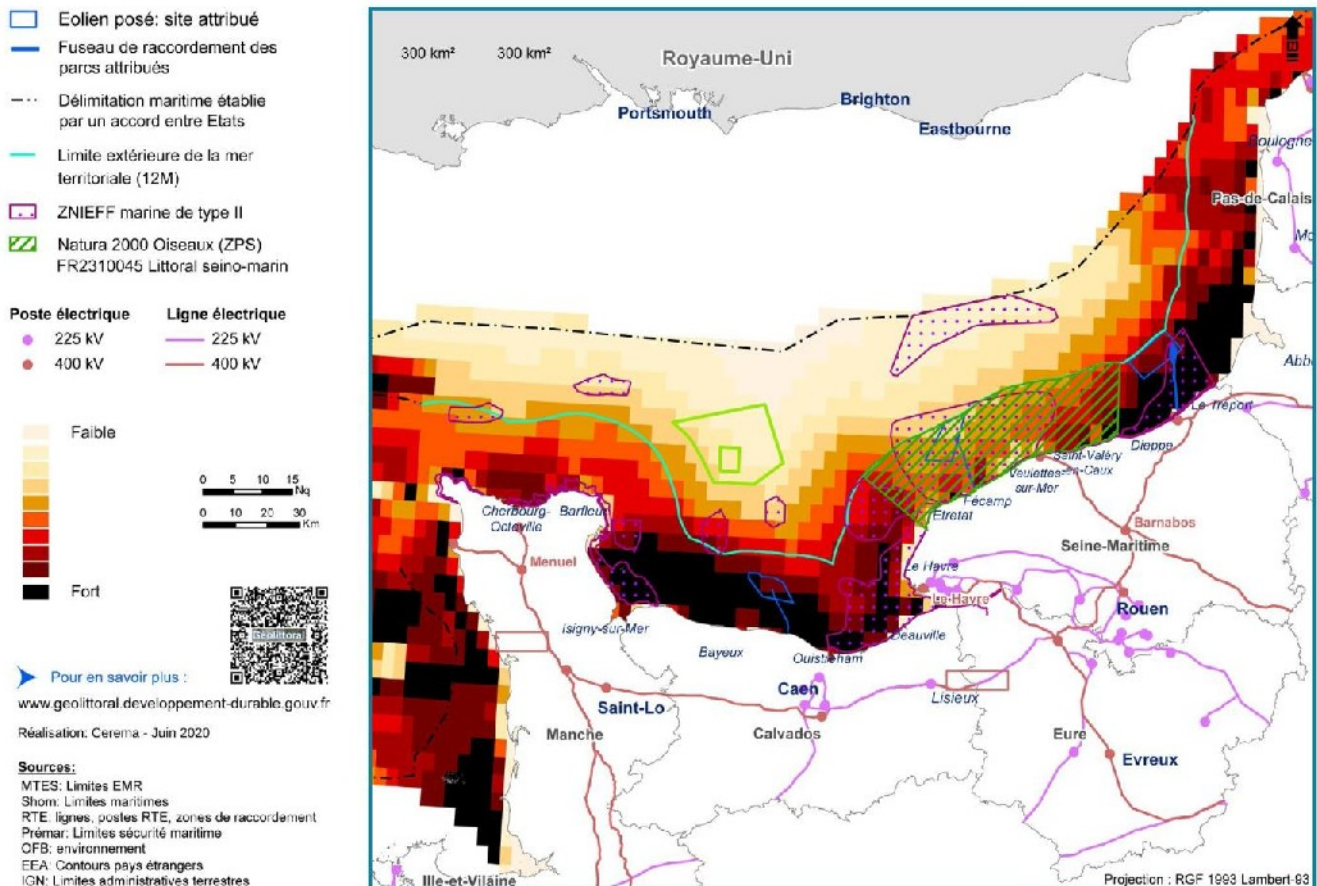 Eolien posé: site attribué
Fuseau de raccordement des
parcs attribués
Délimitation maritime établie
par un accord entre Etats
Limite extérieure de la mer
territoriale (12M)
ZNIEFF marine de type II
Natura 2000 Oiseaux (ZPS)
FR2310045 Littoral seino-marin
Poste électrique
Ligne électrique
225 kV
225 kV
400 kV
400 kV
Faible
Fort
0 5 10 15
Nq
0 10 20 30
Km
Géolittoral
Pour en savoir plus :
www.geolittoral.developpement-durable.gouv.fr
Réalisation: Cerema - Juin 2020
Sources:
MTES: Limites EMR
Shom: Limites maritimes
RTE: lignes, postes RTE, zones de raccordement
Prémar: Limites sécurité maritime
OFB: environnement
EEA: Contours pays étrangers
IGN: Limites administratives terrestres
300 km²
300 km²
Royaume-Uni
N
Portsmouth
Brighton
Eastbourne
Boulogne
Pas-de-Calais
Mo
Abb
Le Tréport
Dieppe
Saint-Valéry
-en-Caux
Veulettes
-sur-Mer
Fécamp
Etretat
Cherbourg-
Octeville
Barfleur
Menuel
Barnabos
Seine-Maritime
Le Havre
Le Havre
Rouen
Isigny-sur-Mer
Bayeux
Ouistreham
Deauville
Caen
Lisieux
Saint-Lo
Manche
Calvados
Eure
Evreux
Ille-et-Vilaine
Projection : RGF 1993 Lambert-93